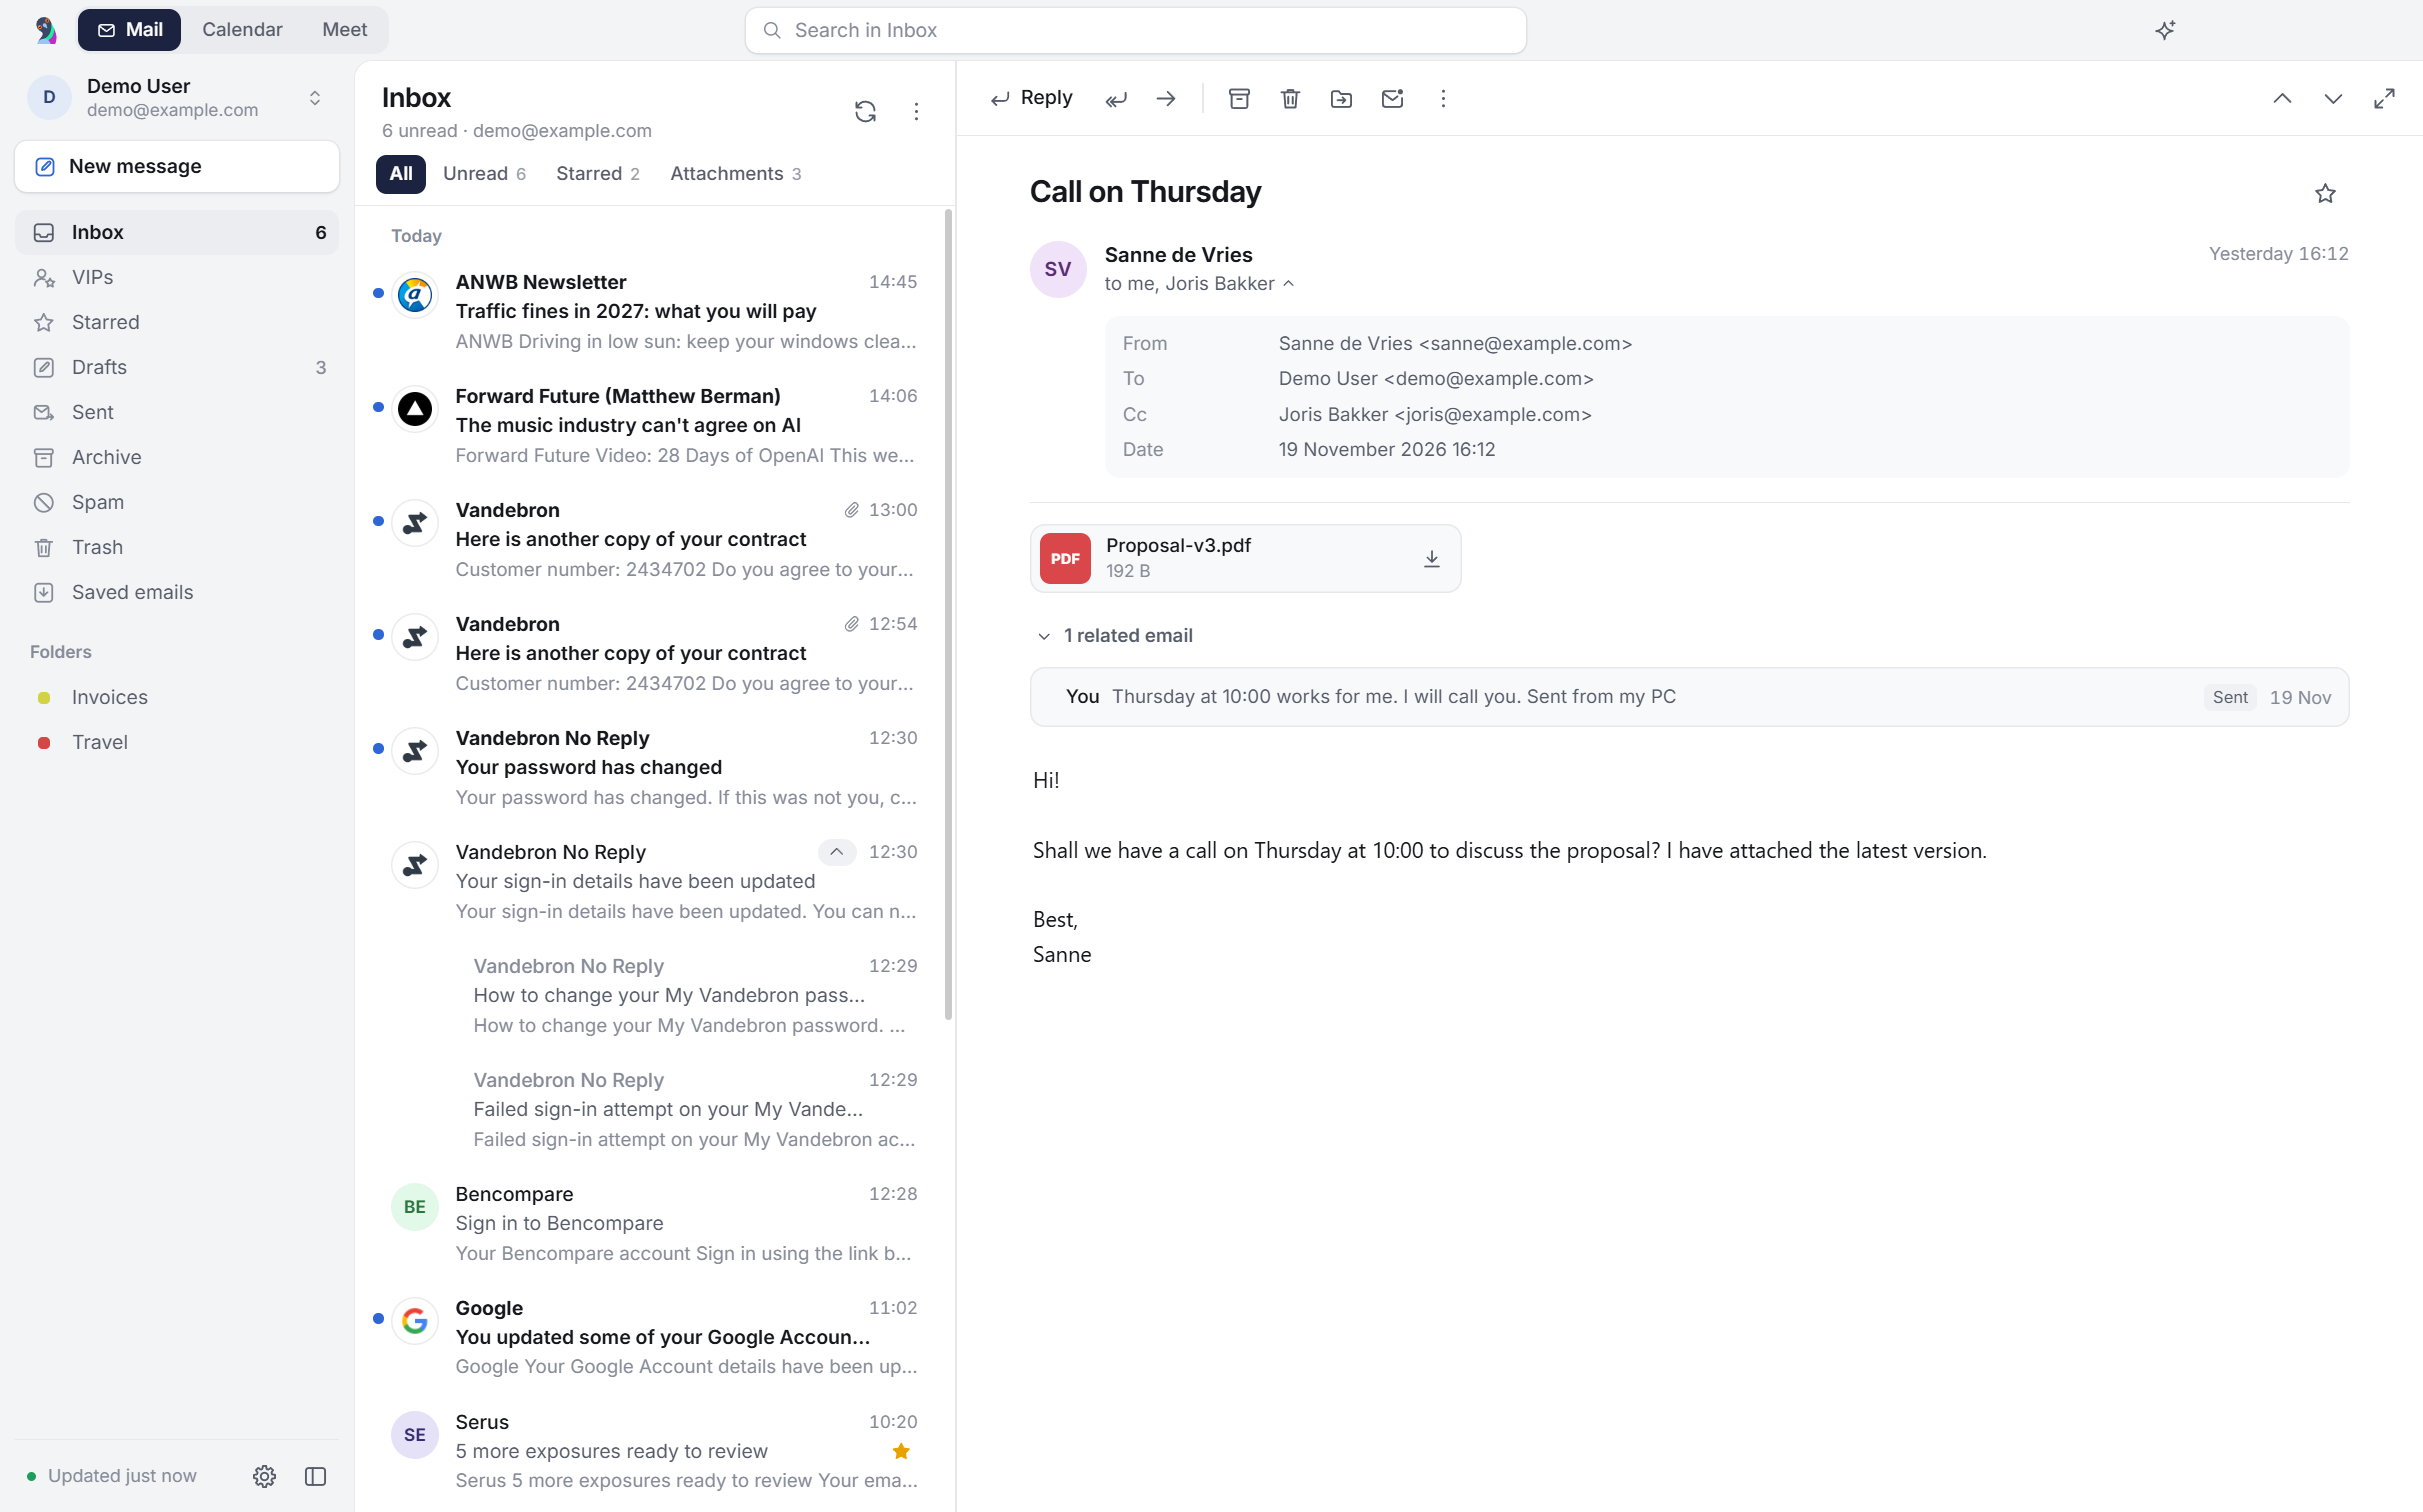 Mail
Calendar
Meet
Search in Inbox
D
Demo User
demo@example.com
New message
Inbox 6
VIPs
Starred
Drafts 3
Sent
Archive
Spam
Trash
Saved emails
Folders
Invoices
Travel
Updated just now
Inbox
6 unread · demo@example.com
All
Unread 6
Starred 2
Attachments 3
Today
ANWB Newsletter 14:45
Traffic fines in 2027: what you will pay
ANWB Driving in low sun: keep your windows clea...
Forward Future (Matthew Berman) 14:06
The music industry can't agree on AI
Forward Future Video: 28 Days of OpenAI This we...
Vandebron 13:00
Here is another copy of your contract
Customer number: 2434702 Do you agree to your...
Vandebron 12:54
Here is another copy of your contract
Customer number: 2434702 Do you agree to your...
Vandebron No Reply 12:30
Your password has changed
Your password has changed. If this was not you, c...
Vandebron No Reply 12:30
Your sign-in details have been updated
Your sign-in details have been updated. You can n...
Vandebron No Reply 12:29
How to change your My Vandebron pass...
How to change your My Vandebron password. ...
Vandebron No Reply 12:29
Failed sign-in attempt on your My Vande...
Failed sign-in attempt on your My Vandebron ac...
BE
Bencompare 12:28
Sign in to Bencompare
Your Bencompare account Sign in using the link b...
Google 11:02
You updated some of your Google Accoun...
Google Your Google Account details have been up...
SE
Serus 10:20
5 more exposures ready to review
Serus 5 more exposures ready to review Your ema...
Reply
Call on Thursday
SV
Sanne de Vries
Yesterday 16:12
to me, Joris Bakker
From Sanne de Vries <sanne@example.com>
To Demo User <demo@example.com>
Cc Joris Bakker <joris@example.com>
Date 19 November 2026 16:12
PDF
Proposal-v3.pdf
192 B
1 related email
You Thursday at 10:00 works for me. I will call you. Sent from my PC Sent 19 Nov
Hi!
Shall we have a call on Thursday at 10:00 to discuss the proposal? I have attached the latest version.
Best,
Sanne